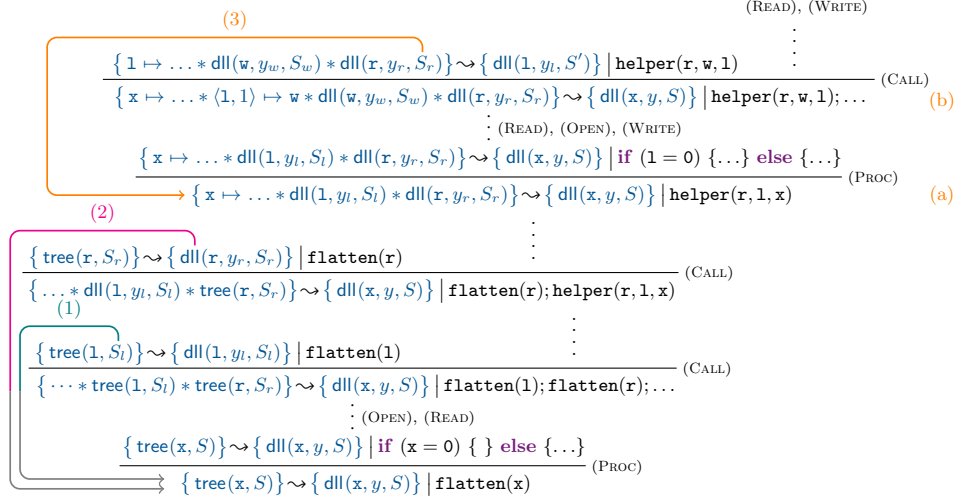 (READ), (WRITE)
(3)
{ l ↦ … ∗ dll(w, y_w, S_w) ∗ dll(r, y_r, S_r)} ⇝ { dll(l, y_l, S′)} | helper(r, w, l)
(CALL)
{ x ↦ … ∗ ⟨l, 1⟩ ↦ w ∗ dll(w, y_w, S_w) ∗ dll(r, y_r, S_r)} ⇝ { dll(x, y, S)} | helper(r, w, l); …
(b)
(READ), (OPEN), (WRITE)
{ x ↦ … ∗ dll(l, y_l, S_l) ∗ dll(r, y_r, S_r)} ⇝ { dll(x, y, S)} | if (l = 0) {…} else {…}
(PROC)
{ x ↦ … ∗ dll(l, y_l, S_l) ∗ dll(r, y_r, S_r)} ⇝ { dll(x, y, S)} | helper(r, l, x)
(a)
(2)
{ tree(r, S_r)} ⇝ { dll(r, y_r, S_r)} | flatten(r)
(CALL)
{ … ∗ dll(l, y_l, S_l) ∗ tree(r, S_r)} ⇝ { dll(x, y, S)} | flatten(r); helper(r, l, x)
(1)
{ tree(l, S_l)} ⇝ { dll(l, y_l, S_l)} | flatten(l)
(CALL)
{ ⋯ ∗ tree(l, S_l) ∗ tree(r, S_r)} ⇝ { dll(x, y, S)} | flatten(l); flatten(r); …
(OPEN), (READ)
{ tree(x, S)} ⇝ { dll(x, y, S)} | if (x = 0) { } else {…}
(PROC)
{ tree(x, S)} ⇝ { dll(x, y, S)} | flatten(x)